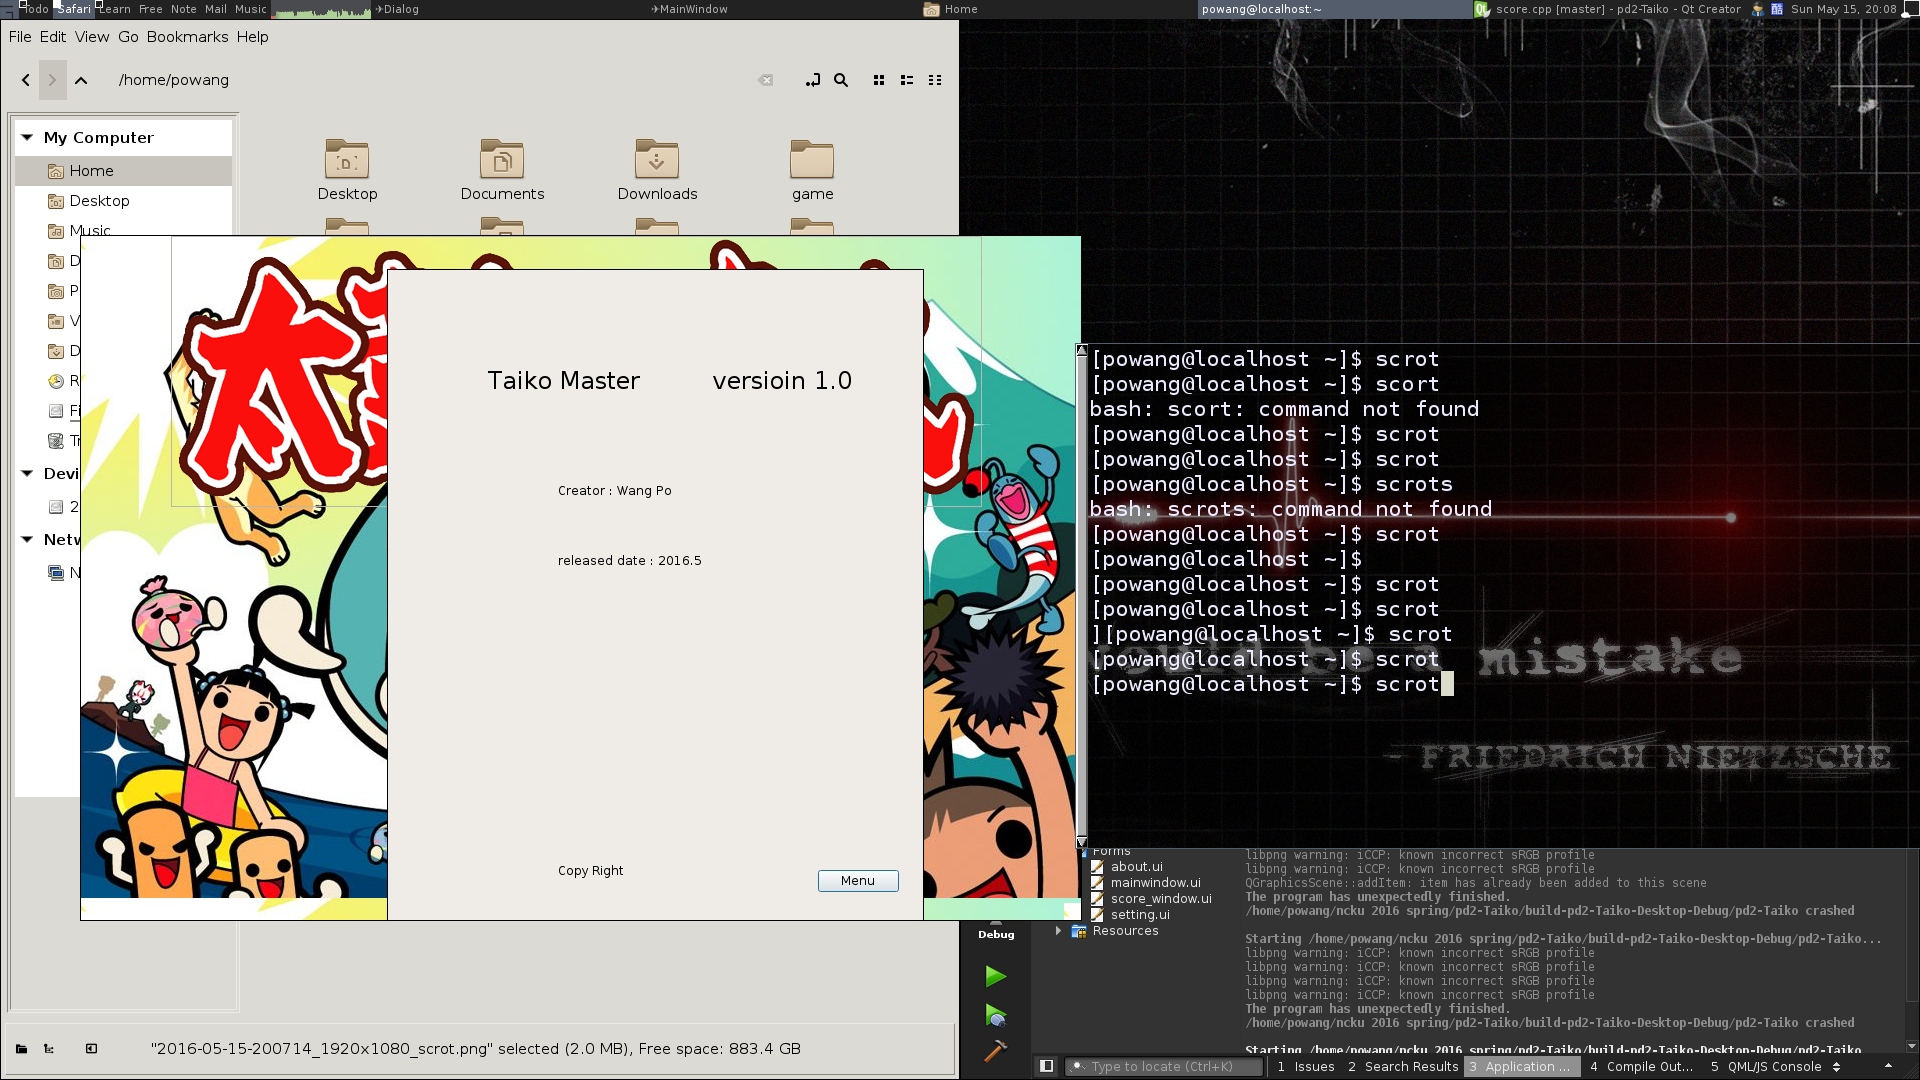 Todo Safari Learn Free Note Mail Music Dialog MainWindow Home powang@localhost:~ score.cpp [master] - pd2-Taiko - Qt Creator 酷 Sun May 15, 20:08
File Edit View Go Bookmarks Help
/home/powang
My Computer
Home
Desktop
Music
D
P
V
D
R
Fi
Tr
Devi
2
Netw
N
Desktop
Documents
Downloads
game
"2016-05-15-200714_1920x1080_scrot.png" selected (2.0 MB), Free space: 883.4 GB
太
Taiko Master versioin 1.0
Creator : Wang Po
released date : 2016.5
Copy Right
Menu
[powang@localhost ~]$ scrot
[powang@localhost ~]$ scort
bash: scort: command not found
[powang@localhost ~]$ scrot
[powang@localhost ~]$ scrot
[powang@localhost ~]$ scrots
bash: scrots: command not found
[powang@localhost ~]$ scrot
[powang@localhost ~]$
[powang@localhost ~]$ scrot
[powang@localhost ~]$ scrot
][powang@localhost ~]$ scrot
[powang@localhost ~]$ scrot
[powang@localhost ~]$ scrot
would be a mistake
- FRIEDRICH NIETZSCHE
Forms
about.ui
mainwindow.ui
score_window.ui
setting.ui
Resources
Debug
libpng warning: iCCP: known incorrect sRGB profile
libpng warning: iCCP: known incorrect sRGB profile
QGraphicsScene::addItem: item has already been added to this scene
The program has unexpectedly finished.
/home/powang/ncku 2016 spring/pd2-Taiko/build-pd2-Taiko-Desktop-Debug/pd2-Taiko crashed
Starting /home/powang/ncku 2016 spring/pd2-Taiko/build-pd2-Taiko-Desktop-Debug/pd2-Taiko...
libpng warning: iCCP: known incorrect sRGB profile
libpng warning: iCCP: known incorrect sRGB profile
libpng warning: iCCP: known incorrect sRGB profile
libpng warning: iCCP: known incorrect sRGB profile
The program has unexpectedly finished.
/home/powang/ncku 2016 spring/pd2-Taiko/build-pd2-Taiko-Desktop-Debug/pd2-Taiko crashed
Starting /home/powang/ncku 2016 spring/pd2-Taiko/build-pd2-Taiko-Desktop-Debug/pd2-Taiko
Type to locate (Ctrl+K) 1 Issues 2 Search Results 3 Application ... 4 Compile Out... 5 QML/JS Console